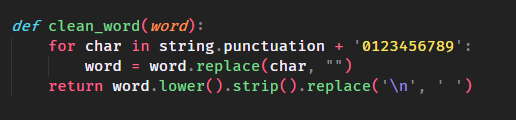 def clean_word(word):
    for char in string.punctuation + '0123456789':
        word = word.replace(char, "")
    return word.lower().strip().replace('\n', ' ')